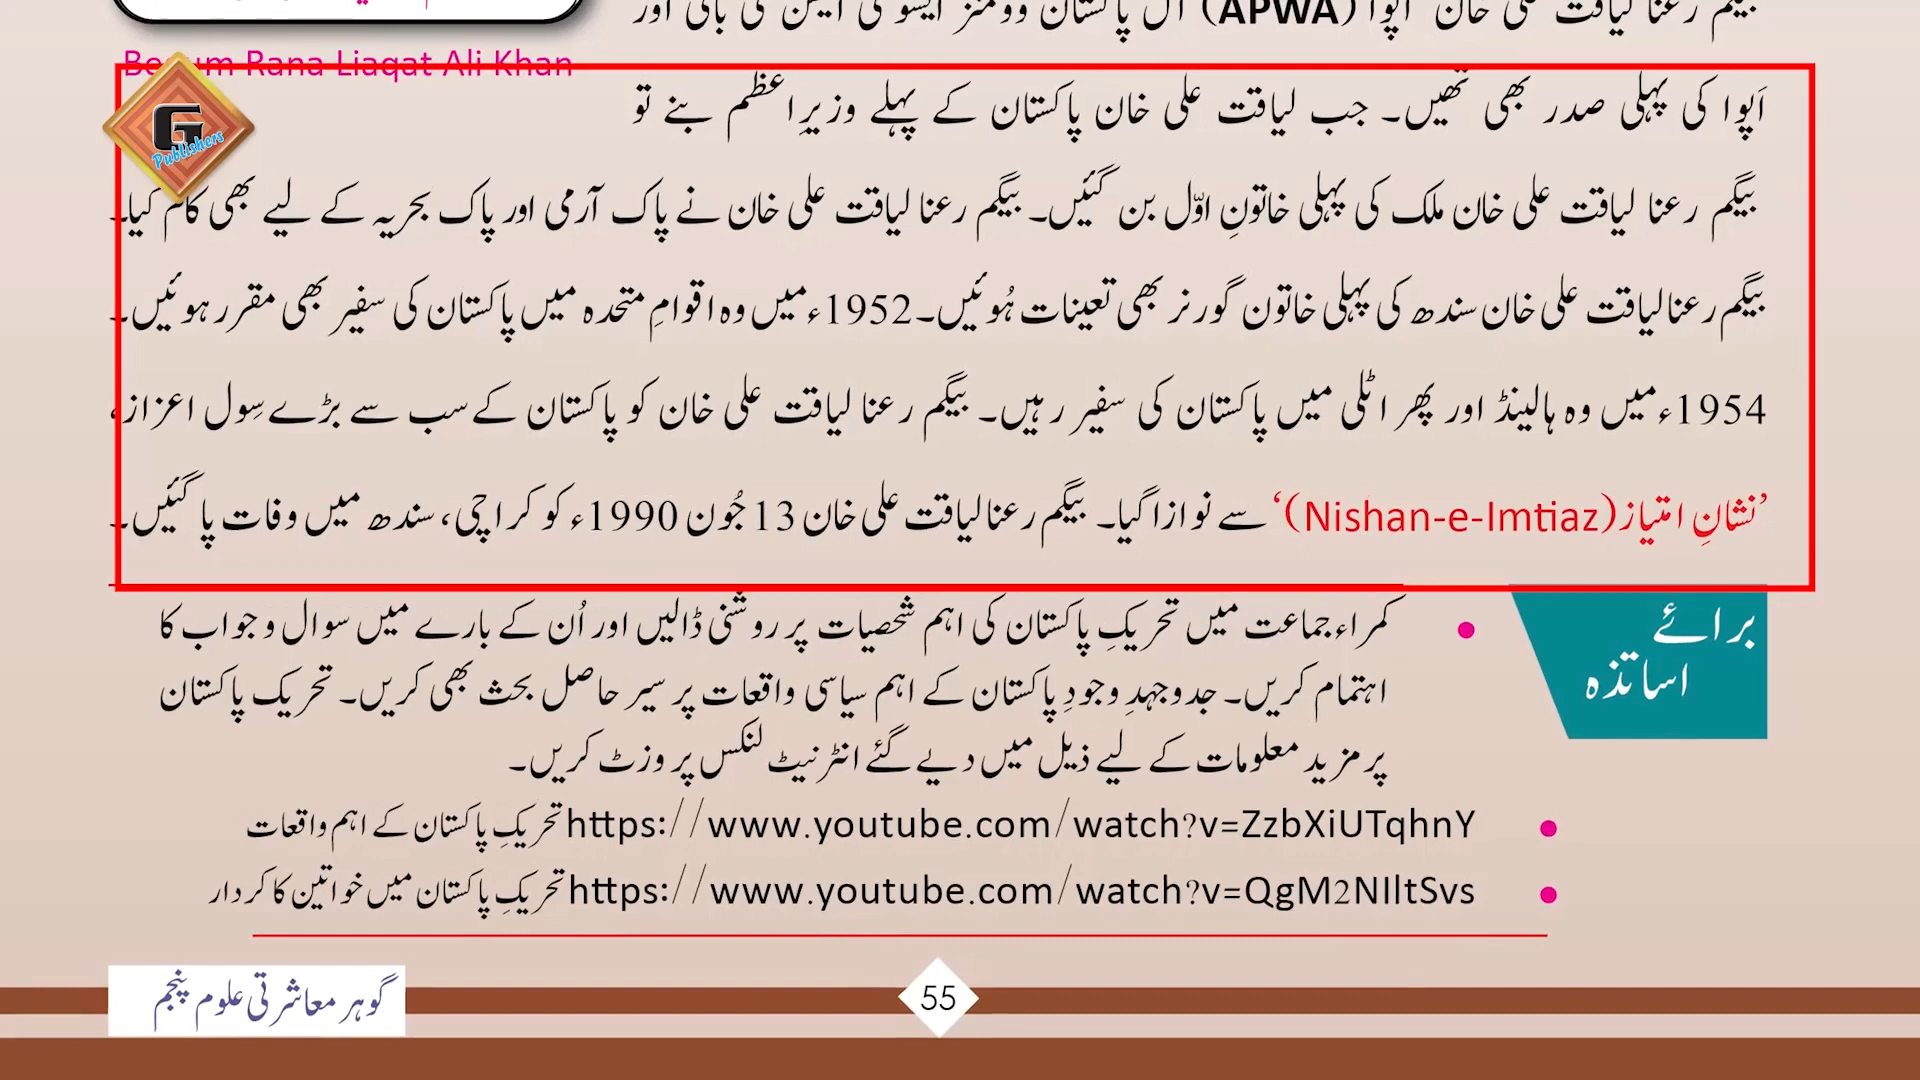 بیگم رعنا لیاقت علی خان اپوا (APWA) آل پاکستان وومنز ایسوسی ایشن کی بانی اور
Begum Rana Liaqat Ali Khan
اَپوا کی پہلی صدر بھی تھیں۔ جب لیاقت علی خان پاکستان کے پہلے وزیرِاعظم بنے تو
G Publishers
بیگم رعنا لیاقت علی خان ملک کی پہلی خاتونِ اوّل بن گئیں۔ بیگم رعنا لیاقت علی خان نے پاک آرمی اور پاک بحریہ کے لیے بھی کام کیا۔
بیگم رعنا لیاقت علی خان سندھ کی پہلی خاتون گورنر بھی تعینات ہُوئیں۔ 1952ء میں وہ اقوامِ متحدہ میں پاکستان کی سفیر بھی مقرر ہوئیں۔
1954ء میں وہ ہالینڈ اور پھر اٹلی میں پاکستان کی سفیر رہیں۔ بیگم رعنا لیاقت علی خان کو پاکستان کے سب سے بڑے سِول اعزاز،
’نشانِ امتیاز (Nishan-e-Imtiaz)‘ سے نوازا گیا۔ بیگم رعنا لیاقت علی خان 13 جُون 1990ء کو کراچی، سندھ میں وفات پا گئیں۔
برائے
اساتذہ
• کمراء جماعت میں تحریکِ پاکستان کی اہم شخصیات پر روشنی ڈالیں اور اُن کے بارے میں سوال و جواب کا
اہتمام کریں۔ جدوجہدِ وجودِ پاکستان کے اہم سیاسی واقعات پر سیر حاصل بحث بھی کریں۔ تحریک پاکستان
پر مزید معلومات کے لیے ذیل میں دیے گئے انٹرنیٹ لنکس پر وزٹ کریں۔
• https://www.youtube.com/watch?v=ZzbXiUTqhnY تحریکِ پاکستان کے اہم واقعات
• https://www.youtube.com/watch?v=QgM2NIltSvs تحریکِ پاکستان میں خواتین کا کردار
55
گوہر معاشرتی علوم پنجم